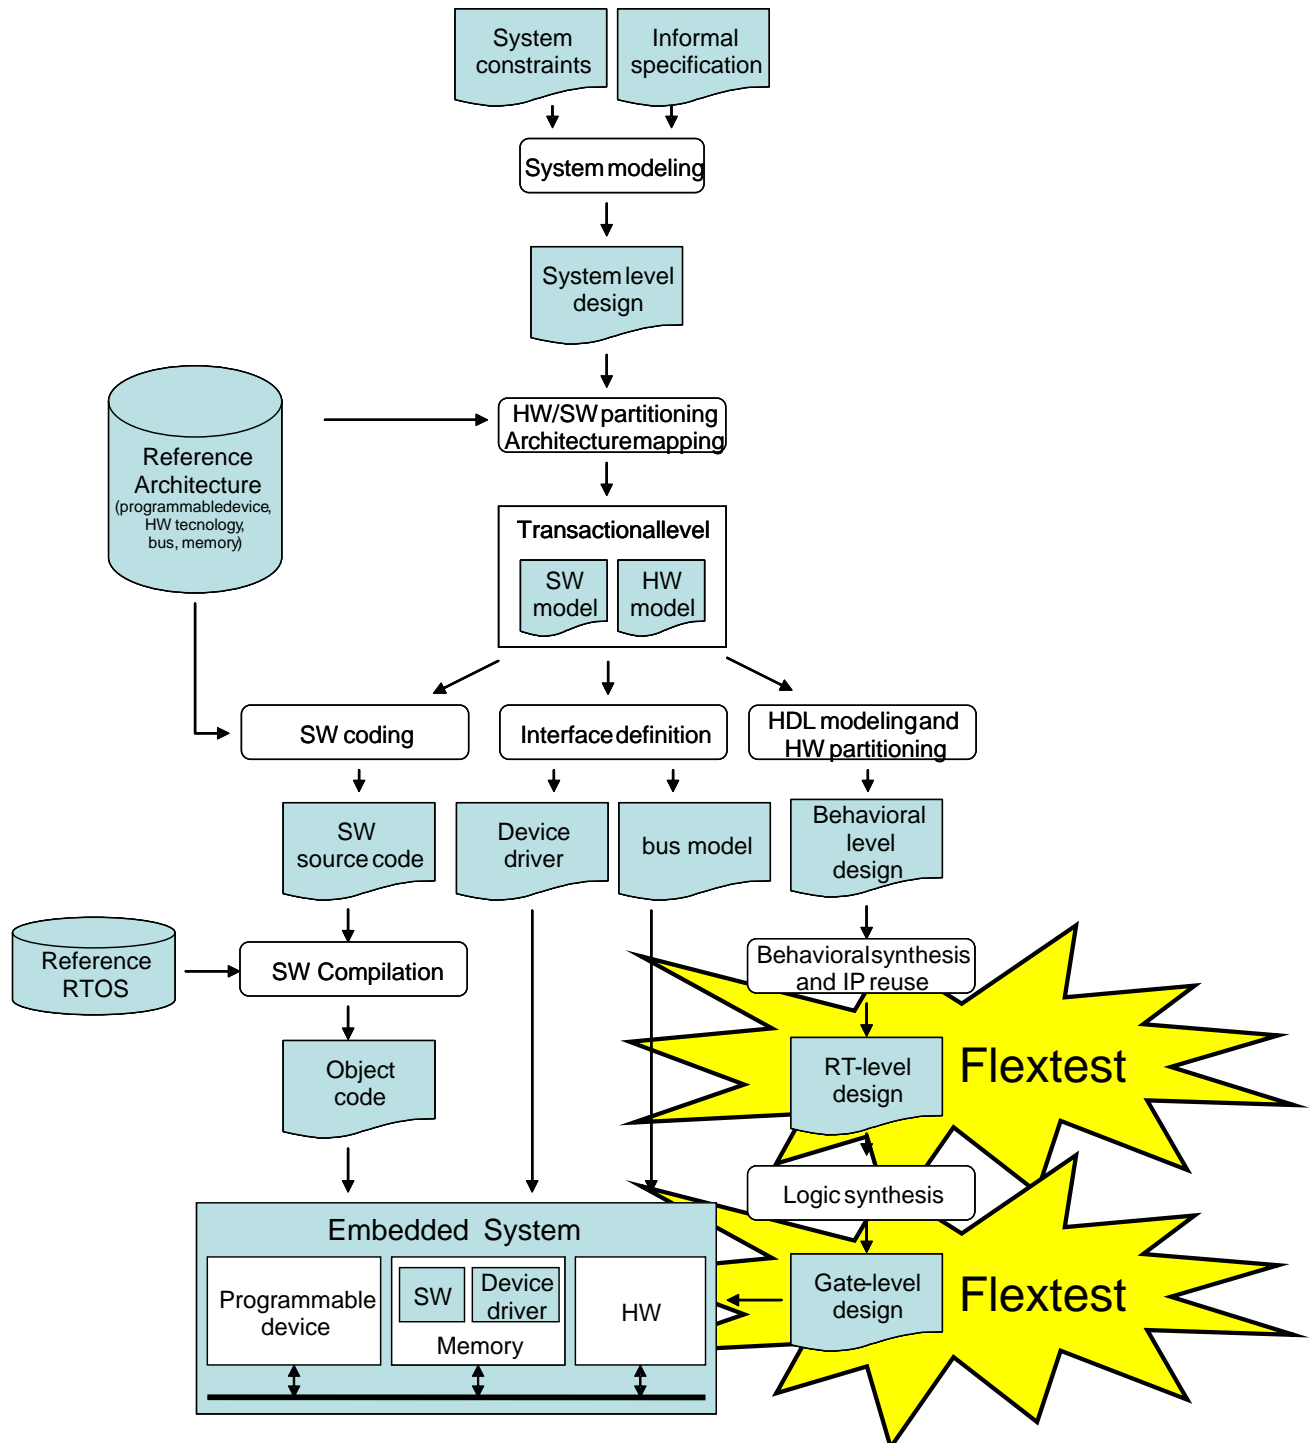 System
constraints
Informal
specification
System modeling
System level
design
HW/SW partitioning
Architecture mapping
Reference
Architecture
(programmable device,
HW tecnology,
bus, memory)
Transactional level
SW
model
HW
model
SW coding
Interface definition
HDL modeling and
HW partitioning
SW
source code
Device
driver
bus model
Behavioral
level
design
Reference
RTOS
SW Compilation
Behavioral synthesis
and IP reuse
Object
code
RT-level
design
Flextest
Logic synthesis
Embedded System
Programmable
device
SW
Device
driver
Memory
HW
Gate-level
design
Flextest